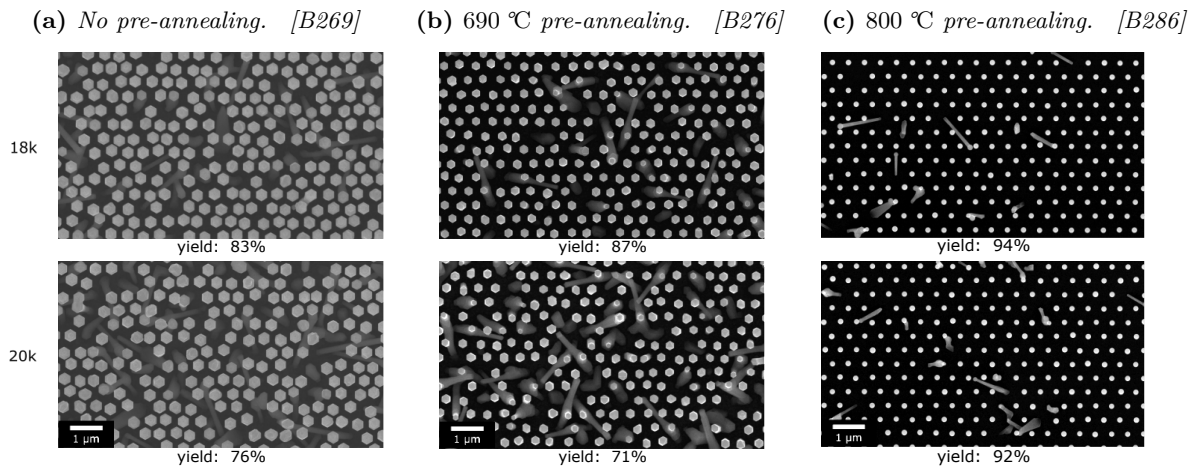 (a) No pre-annealing. [B269]
(b) 690 ℃ pre-annealing. [B276]
(c) 800 ℃ pre-annealing. [B286]
18k
yield: 83%
yield: 87%
yield: 94%
20k
1 µm
1 µm
1 µm
yield: 76%
yield: 71%
yield: 92%